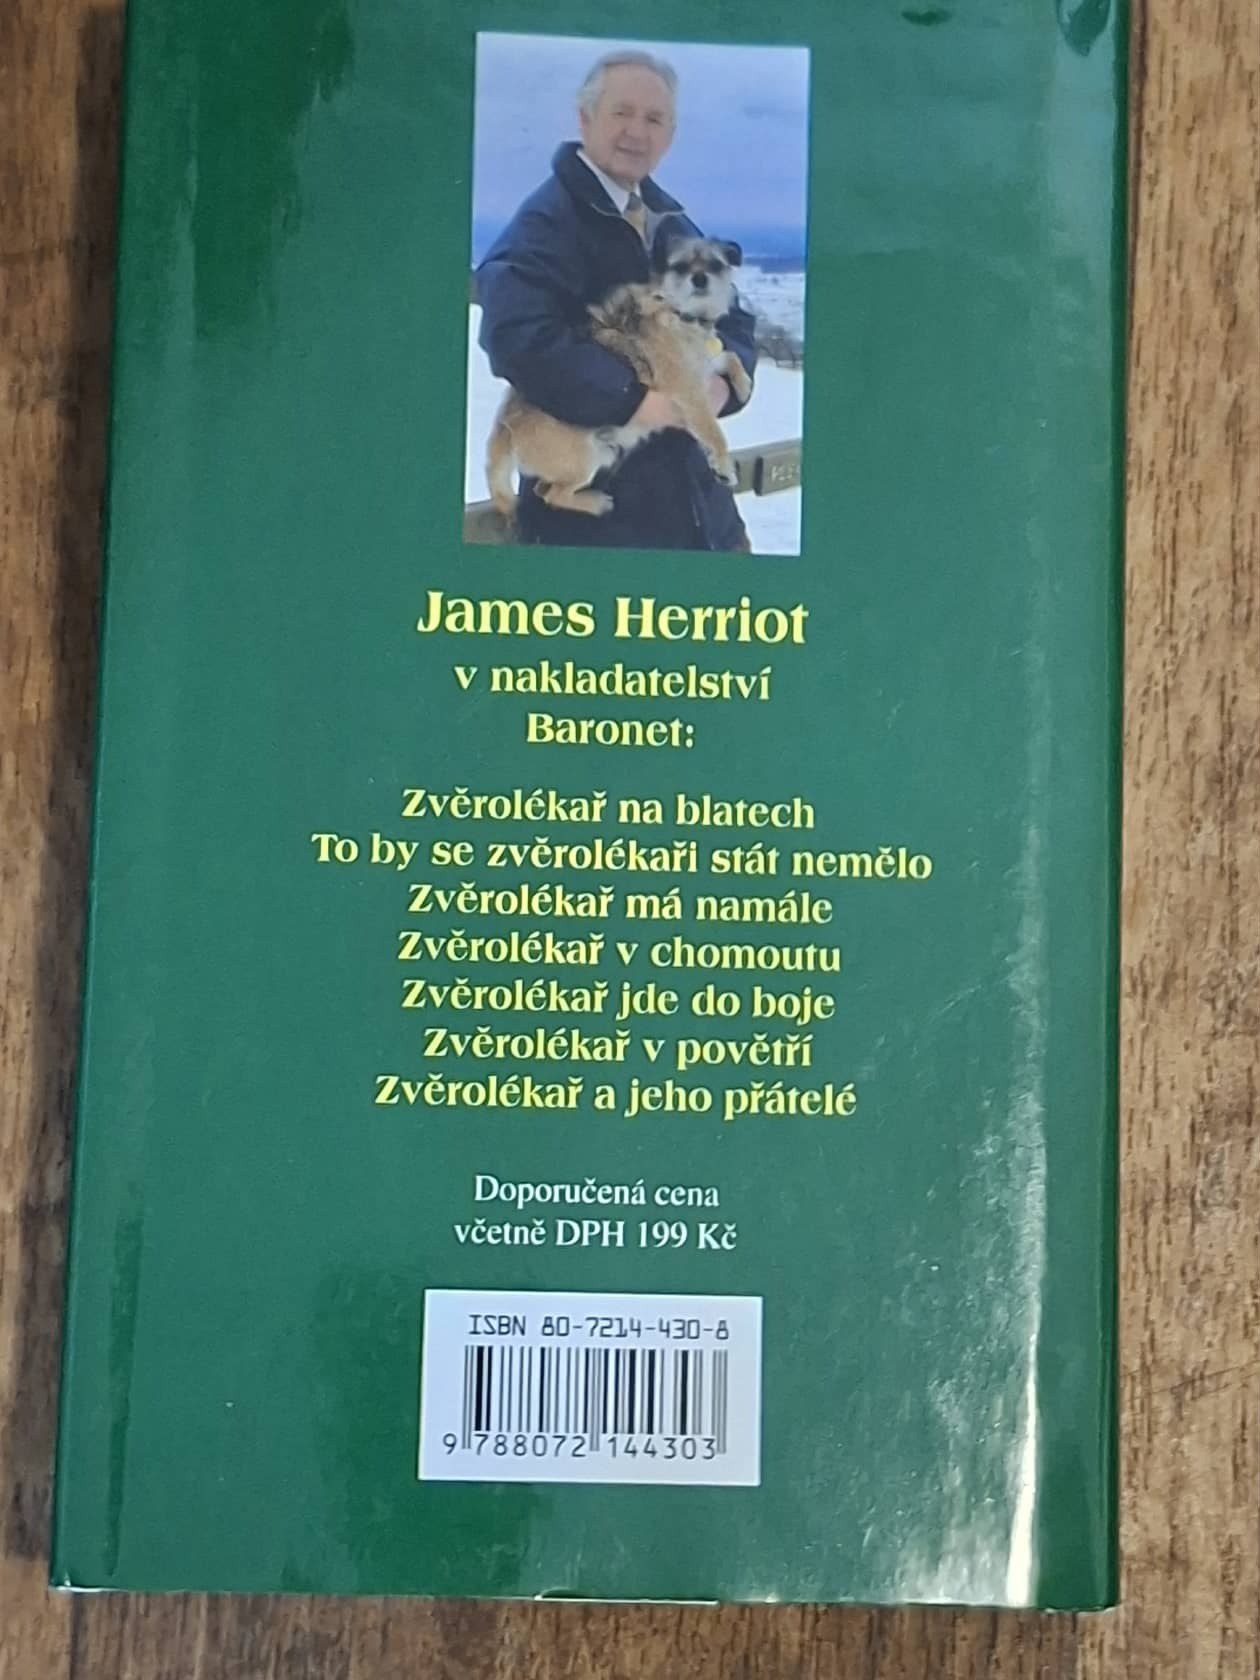 James Herriot
v nakladatelství
Baronet:
Zvěrolékař na blatech
To by se zvěrolékaři stát nemělo
Zvěrolékař má namále
Zvěrolékař v chomoutu
Zvěrolékař jde do boje
Zvěrolékař v povětří
Zvěrolékař a jeho přátelé
Doporučená cena
včetně DPH 199 Kč
ISBN 80-7214-430-8
9 788072 144303